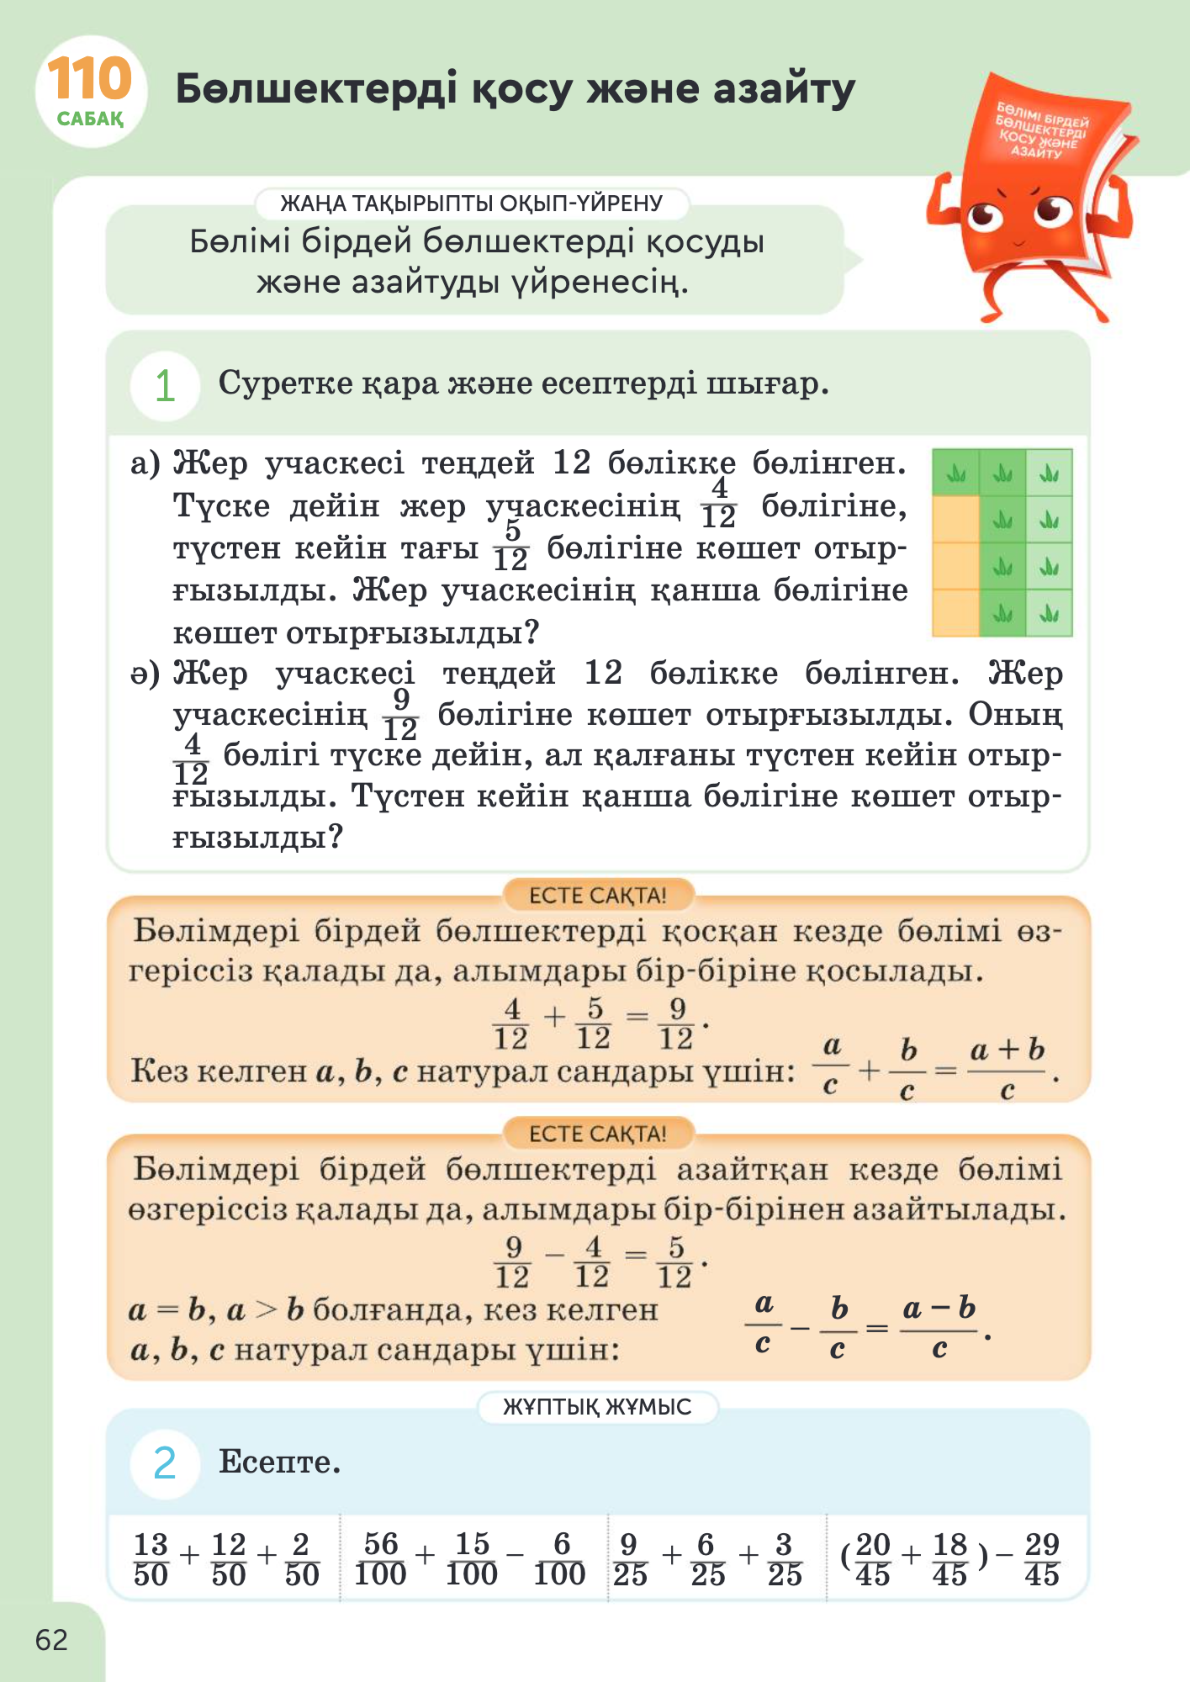 110
САБАҚ
Бөлшектерді қосу және азайту
БӨЛІМІ БІРДЕЙ
БӨЛШЕКТЕРДІ
ҚОСУ ЖӘНЕ
АЗАЙТУ
ЖАҢА ТАҚЫРЫПТЫ ОҚЫП-ҮЙРЕНУ
Бөлімі бірдей бөлшектерді қосуды
және азайтуды үйренесің.
1 Суретке қара және есептерді шығар.
а) Жер учаскесі теңдей 12 бөлікке бөлінген.
Түске дейін жер учаскесінің 4/12 бөлігіне,
түстен кейін тағы 5/12 бөлігіне көшет отыр-
ғызылды. Жер учаскесінің қанша бөлігіне
көшет отырғызылды?
ә) Жер учаскесі теңдей 12 бөлікке бөлінген. Жер
учаскесінің 9/12 бөлігіне көшет отырғызылды. Оның
4/12 бөлігі түске дейін, ал қалғаны түстен кейін отыр-
ғызылды. Түстен кейін қанша бөлігіне көшет отыр-
ғызылды?
ЕСТЕ САҚТА!
Бөлімдері бірдей бөлшектерді қосқан кезде бөлімі өз-
геріссіз қалады да, алымдары бір-біріне қосылады.
4/12 + 5/12 = 9/12.
Кез келген a, b, c натурал сандары үшін: a/c + b/c = (a + b)/c.
ЕСТЕ САҚТА!
Бөлімдері бірдей бөлшектерді азайтқан кезде бөлімі
өзгеріссіз қалады да, алымдары бір-бірінен азайтылады.
9/12 – 4/12 = 5/12.
a = b, a > b болғанда, кез келген
a, b, c натурал сандары үшін: a/c – b/c = (a – b)/c.
ЖҰПТЫҚ ЖҰМЫС
2 Есепте.
13/50 + 12/50 + 2/50 56/100 + 15/100 – 6/100 9/25 + 6/25 + 3/25 (20/45 + 18/45) – 29/45
62